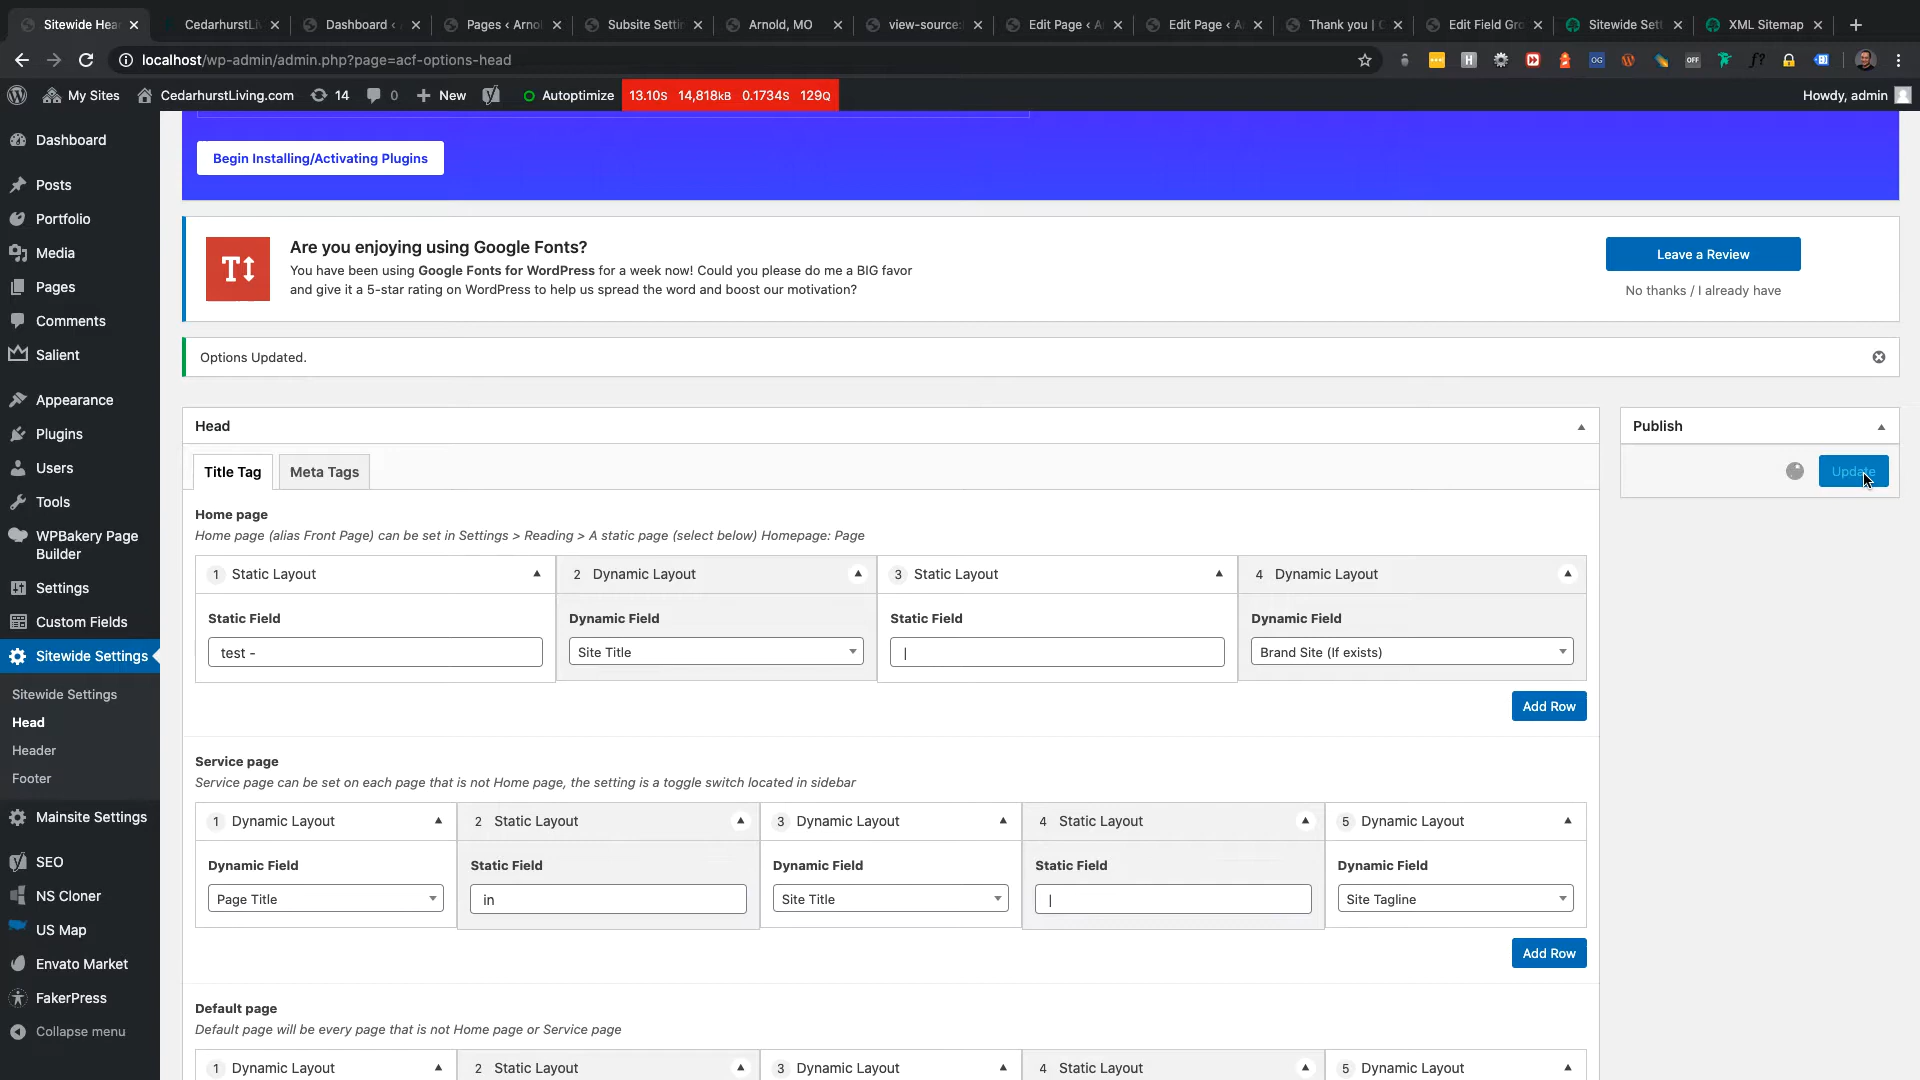 Sitewide Hea
CedarhurstLiv
Dashboard ‹
Pages ‹ Arnol
Subsite Setti
Arnold, MO
view-source:
Edit Page ‹ A
Edit Page ‹ A
Thank you | C
Edit Field Gro
Sitewide Sett
XML Sitemap
localhost/wp-admin/admin.php?page=acf-options-head
My Sites
CedarhurstLiving.com
14
0
New
Autoptimize
13.10s 14,818kB 0.1734s 129Q
Howdy, admin
Dashboard
Posts
Portfolio
Media
Pages
Comments
Salient
Appearance
Plugins
Users
Tools
WPBakery Page
Builder
Settings
Custom Fields
Sitewide Settings
Sitewide Settings
Head
Header
Footer
Mainsite Settings
SEO
NS Cloner
US Map
Envato Market
FakerPress
Collapse menu
Begin Installing/Activating Plugins
Are you enjoying using Google Fonts?
You have been using Google Fonts for WordPress for a week now! Could you please do me a BIG favor
and give it a 5-star rating on WordPress to help us spread the word and boost our motivation?
Leave a Review
No thanks / I already have
Options Updated.
Head
Publish
Update
Title Tag
Meta Tags
Home page
Home page (alias Front Page) can be set in Settings > Reading > A static page (select below) Homepage: Page
1 Static Layout
2 Dynamic Layout
3 Static Layout
4 Dynamic Layout
Static Field
Dynamic Field
Static Field
Dynamic Field
test -
Site Title
|
Brand Site (If exists)
Add Row
Service page
Service page can be set on each page that is not Home page, the setting is a toggle switch located in sidebar
1 Dynamic Layout
2 Static Layout
3 Dynamic Layout
4 Static Layout
5 Dynamic Layout
Dynamic Field
Static Field
Dynamic Field
Static Field
Dynamic Field
Page Title
in
Site Title
|
Site Tagline
Add Row
Default page
Default page will be every page that is not Home page or Service page
1 Dynamic Layout
2 Static Layout
3 Dynamic Layout
4 Static Layout
5 Dynamic Layout